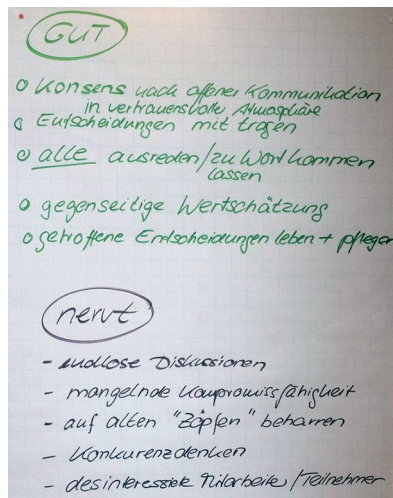 GUT
o Konsens nach offener Kommunikation
in vertrauensvoller Atmosphäre
o Entscheidungen mit tragen
o alle ausreden/zu Wort kommen
lassen
o gegenseitige Wertschätzung
o getroffene Entscheidungen leben + pflegen
nervt
- endlose Diskussionen
- mangelnde Kompromissfähigkeit
- auf alten "Zöpfen" beharren
- Konkurenzdenken
- desinteressierte Mitarbeiter/Teilnehmer